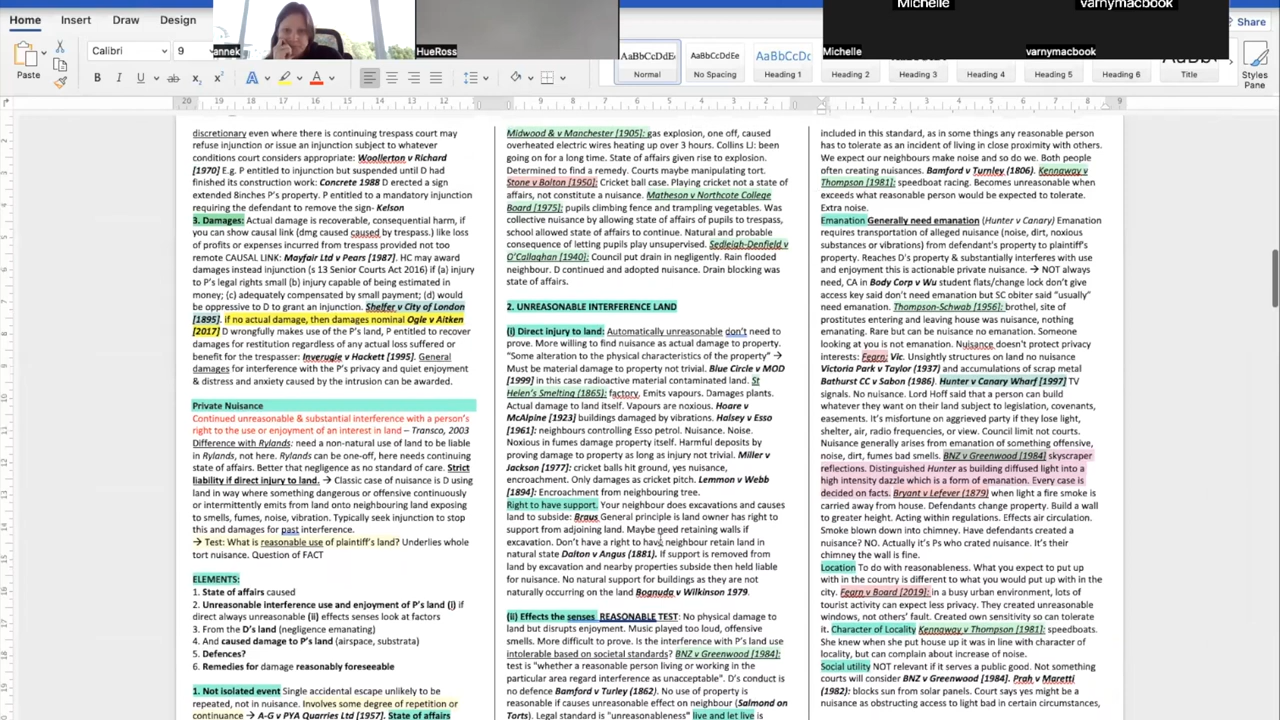 Home
Insert
Draw
Design
Share
annek
HueRoss
Michelle
Michelle
varnymacbook
varnymacbook
Paste
Calibri
9
AaBbCcDdEe
Normal
AaBbCcDdEe
No Spacing
AaBbCcDc
Heading 1
Heading 2
Heading 3
Heading 4
Heading 5
Heading 6
Title
Styles
Pane
discretionary even where there is continuing trespass court may
refuse injunction or issue an injunction subject to whatever
conditions court considers appropriate: Woollerton v Richard
[1970] E.g. P entitled to injunction but suspended until D had
finished its construction work: Concrete 1988 D erected a sign
extended Binches P's property. P entitled to a mandatory injunction
requiring the defendant to remove the sign- Kelson
3. Damages: Actual damage is recoverable, consequential harm, if
you can show causal link (dmg caused caused by trespass.) like loss
of profits or expenses incurred from trespass provided not too
remote CAUSAL LINK: Mayfair Ltd v Pears [1987]. HC may award
damages instead injunction (s 13 Senior Courts Act 2016) if (a) injury
to P's legal rights small (b) injury capable of being estimated in
money; (c) adequately compensated by small payment; (d) would
be oppressive to D to grant an injunction. Shelfer v City of London
[1895]. if no actual damage, then damages nominal Ogle v Aitken
[2017] D wrongfully makes use of the P's land, P entitled to recover
damages for restitution regardless of any actual loss suffered or
benefit for the trespasser: Inverugie v Hackett [1995]. General
damages for interference with the P's privacy and quiet enjoyment
& distress and anxiety caused by the intrusion can be awarded.
Private Nuisance
Continued unreasonable & substantial interference with a person's
right to the use or enjoyment of an interest in land – Transco, 2003
Difference with Rylands: need a non-natural use of land to be liable
in Rylands, not here. Rylands can be one-off, here needs continuing
state of affairs. Better that negligence as no standard of care. Strict
liability if direct injury to land. → Classic case of nuisance is D using
land in way where something dangerous or offensive continuously
or intermittently emits from land onto neighbouring land exposing
to smells, fumes, noise, vibration. Typically seek injunction to stop
this and damages for past interference.
→ Test: What is reasonable use of plaintiff's land? Underlies whole
tort nuisance. Question of FACT
ELEMENTS:
1. State of affairs caused
2. Unreasonable interference use and enjoyment of P's land (i) if
direct always unreasonable (ii) effects senses look at factors
3. From the D's land (negligence emanating)
4. And caused damage to P's land (airspace, substrata)
5. Defences?
6. Remedies for damage reasonably foreseeable
1. Not isolated event Single accidental escape unlikely to be
repeated, not in nuisance. Involves some degree of repetition or
continuance → A-G v PYA Quarries Ltd [1957]. State of affairs
Midwood & v Manchester [1905]: gas explosion, one off, caused
overheated electric wires heating up over 3 hours. Collins LJ: been
going on for a long time. State of affairs given rise to explosion.
Determined to find a remedy. Courts maybe manipulating tort.
Stone v Bolton [1950]: Cricket ball case. Playing cricket not a state of
affairs, not constitute a nuisance. Matheson v Northcote College
Board [1975]: pupils climbing fence and trampling vegetables. Was
collective nuisance by allowing state of affairs of pupils to trespass,
school allowed state of affairs to continue. Natural and probable
consequence of letting pupils play unsupervised. Sedleigh-Denfield v
O'Callaghan [1940]: Council put drain in negligently. Rain flooded
neighbour. D continued and adopted nuisance. Drain blocking was
state of affairs.
2. UNREASONABLE INTERFERENCE LAND
(i) Direct injury to land: Automatically unreasonable don't need to
prove. More willing to find nuisance as actual damage to property.
"Some alteration to the physical characteristics of the property" →
Must be material damage to property not trivial. Blue Circle v MOD
[1999] in this case radioactive material contaminated land. St
Helen's Smelting (1865): factory. Emits vapours. Damages plants.
Actual damage to land itself. Vapours are noxious. Hoare v
McAlpine [1923] buildings damaged by vibrations. Halsey v Esso
[1961]: neighbours controlling Esso petrol. Nuisance. Noise.
Noxious in fumes damage property itself. Harmful deposits by
proving damage to property as long as injury not trivial. Miller v
Jackson [1977]: cricket balls hit ground, yes nuisance,
encroachment. Only damages as cricket pitch. Lemmon v Webb
[1894]: Encroachment from neighbouring tree.
Right to have support. Your neighbour does excavations and causes
land to subside: Braus General principle is land owner has right to
support from adjoining land. Maybe need retaining walls if
excavation. Don't have a right to have neighbour retain land in
natural state Dalton v Angus (1881). If support is removed from
land by excavation and nearby properties subside then held liable
for nuisance. No natural support for buildings as they are not
naturally occurring on the land Bognuda v Wilkinson 1979.
(ii) Effects the senses REASONABLE TEST: No physical damage to
land but disrupts enjoyment. Music played too loud, offensive
smells. More difficult to prove. Is the interference with P's land use
intolerable based on societal standards? BNZ v Greenwood [1984]:
test is "whether a reasonable person living or working in the
particular area regard interference as unacceptable". D's conduct is
no defence Bamford v Turley (1862). No use of property is
reasonable if causes unreasonable effect on neighbour (Salmond on
Torts). Legal standard is "unreasonableness" live and let live is
included in this standard, as in some things any reasonable person
has to tolerate as an incident of living in close proximity with others.
We expect our neighbours make noise and so do we. Both people
often creating nuisances. Bamford v Turnley (1806). Kennaway v
Thompson [1981]: speedboat racing. Becomes unreasonable when
exceeds what reasonable person would be expected to tolerate.
Extra noise.
Emanation Generally need emanation (Hunter v Canary) Emanation
requires transportation of alleged nuisance (noise, dirt, noxious
substances or vibrations) from defendant's property to plaintiff's
property. Reaches D's property & substantially interferes with use
and enjoyment this is actionable private nuisance. → NOT always
need, CA in Body Corp v Wu student flats/change lock don't give
access key said don't need emanation but SC obiter said "usually"
need emanation. Thompson-Schwab [1956]: brothel, site of
prostitutes entering and leaving house was nuisance, nothing
emanating. Rare but can be nuisance no emanation. Someone
looking at you is not emanation. Nuisance doesn't protect privacy
interests: Fearn; Vic. Unsightly structures on land no nuisance
Victoria Park v Taylor (1937) and accumulations of scrap metal
Bathurst CC v Sabon (1986). Hunter v Canary Wharf [1997] TV
signals. No nuisance. Lord Hoff said that a person can build
whatever they want on their land subject to legislation, covenants,
easements. It's misfortune on aggrieved party if they lose light,
shelter, air, radio frequencies, or view. Council limit not courts.
Nuisance generally arises from emanation of something offensive,
noise, dirt, fumes bad smells. BNZ v Greenwood [1984] skyscraper
reflections. Distinguished Hunter as building diffused light into a
high intensity dazzle which is a form of emanation. Every case is
decided on facts. Bryant v Lefever (1879) when light a fire smoke is
carried away from house. Defendants change property. Build a wall
to greater height. Acting within regulations. Effects air circulation.
Smoke blown down into chimney. Have defendants created a
nuisance? NO. Actually it's Ps who crated nuisance. It's their
chimney the wall is fine.
Location To do with reasonableness. What you expect to put up
with in the country is different to what you would put up with in the
city. Fearn v Board [2019]: in a busy urban environment, lots of
tourist activity can expect less privacy. They created unreasonable
windows, not others' fault. Created own sensitivity so can tolerate
it. Character of Locality Kennaway v Thompson [1981]: speedboats.
She knew when she put house up it was in line with character of
locality, but can complain about increase of noise.
Social utility NOT relevant if it serves a public good. Not something
courts will consider BNZ v Greenwood [1984]. Prah v Maretti
(1982): blocks sun from solar panels. Court says yes might be a
nuisance as obstructing access to light bad in certain circumstances,